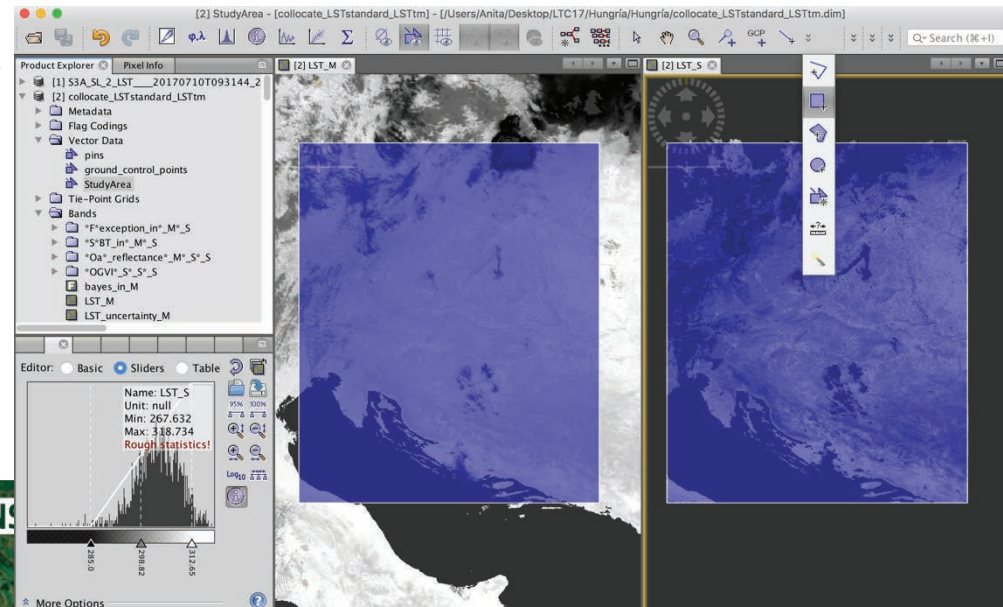 [2] StudyArea - [collocate_LSTstandard_LSTtm] - [/Users/Anita/Desktop/LTC17/Hungría/Hungría/collocate_LSTstandard_LSTtm.dim]
φ,λ
Σ
GCP
Search (⌘+I)
Product Explorer
Pixel Info
[1] S3A_SL_2_LST____20170710T093144_2
[2] collocate_LSTstandard_LSTtm
Metadata
Flag Codings
Vector Data
pins
ground_control_points
StudyArea
Tie-Point Grids
Bands
*F*exception_in*_M*_S
*S*BT_in*_M*_S
*Oa*_reflectance*_M*_S*_S
*OGVI*_S*_S*_S
bayes_in_M
LST_M
LST_uncertainty_M
[2] LST_M
[2] LST_S
Editor: Basic Sliders Table
Name: LST_S
Unit: null
Min: 267.632
Max: 318.734
Rough statistics!
95% 100%
Log10
285.0
298.82
312.65
More Options